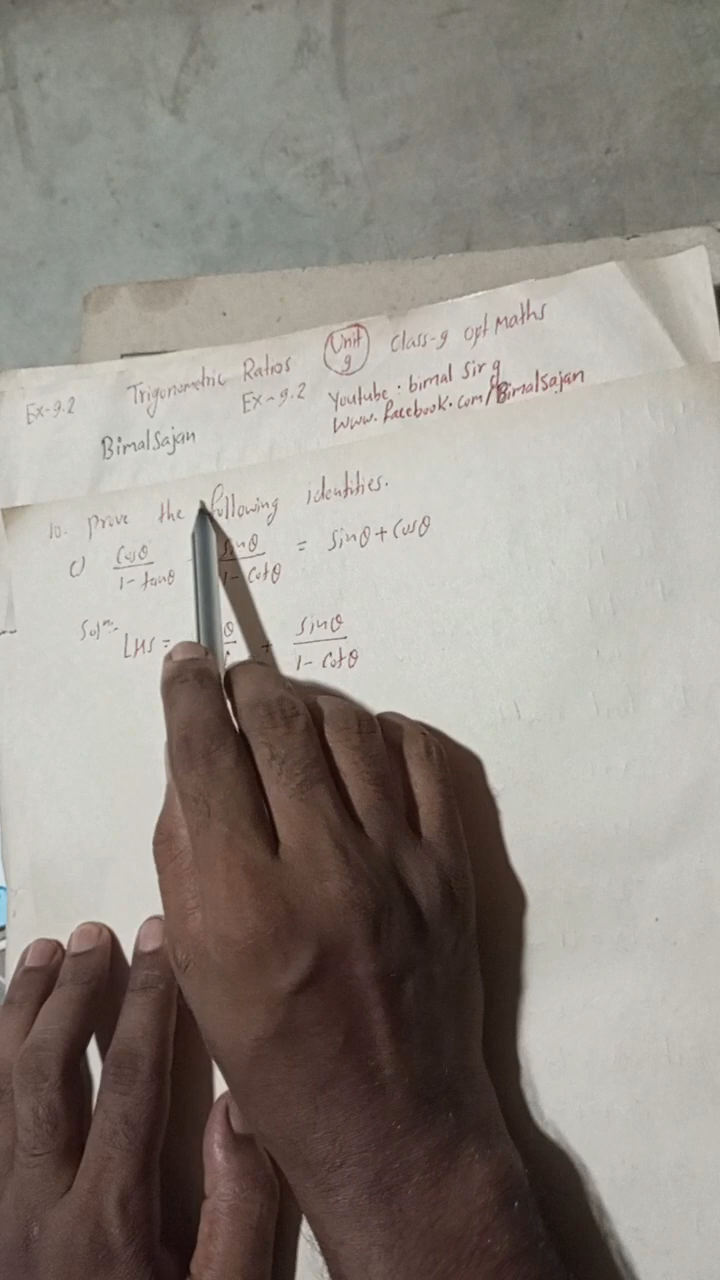 Ex-9.2 Trigonometric Ratios Unit 9 Class-9 Opt Maths
Ex-9.2 Youtube : bimal Sir g
BimalSajan www.facebook.com/BimalSajan
10. Prove the following identities.
c) Cosθ/1-tanθ Sinθ/1-Cotθ = Sinθ + Cosθ
Solⁿ:- LHS = θ + Sinθ/1-Cotθ